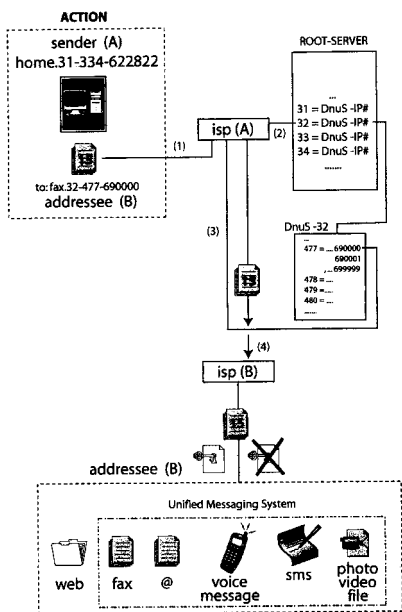 ACTION
sender (A)
home.31-334-622822
to:fax.32-477-690000
addressee (B)
(1)
isp (A)
(2)
ROOT-SERVER
...
31 = DnuS -IP#
32 = DnuS -IP#
33 = DnuS -IP#
34 = DnuS -IP#
.......
(3)
DnuS -32
...
477 = ... 690000
690001
,... 699999
478 = ....
479 = ....
480 = ....
......
(4)
isp (B)
addressee (B)
Unified Messaging System
web
fax
@
voice
message
sms
photo
video
file